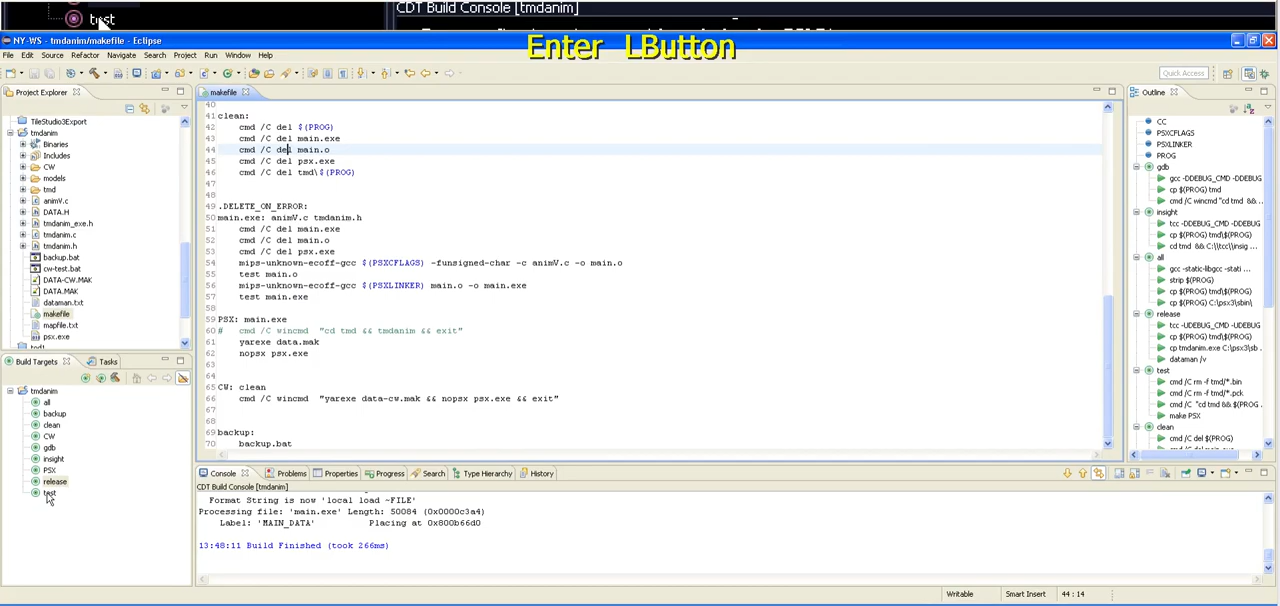 test
CDT Build Console [tmdanim]
NY-WS - tmdanim/makefile - Eclipse
Enter LButton
File Edit Source Refactor Navigate Search Project Run Window Help
Quick Access
Project Explorer
TileStudio3Export
tmdanim
Binaries
Includes
CW
models
tmd
animV.c
DATA.H
tmdanim_exe.h
tmdanim.c
tmdanim.h
backup.bat
cw-test.bat
DATA-CW.MAK
DATA.MAK
dataman.txt
makefile
mapfile.txt
psx.exe
makefile
40
41 clean:
42 cmd /C del $(PROG)
43 cmd /C del main.exe
44 cmd /C del main.o
45 cmd /C del psx.exe
46 cmd /C del tmd\$(PROG)
47
48
49 .DELETE_ON_ERROR:
50 main.exe: animV.c tmdanim.h
51 cmd /C del main.exe
52 cmd /C del main.o
53 cmd /C del psx.exe
54 mips-unknown-ecoff-gcc $(PSXCFLAGS) -funsigned-char -c animV.c -o main.o
55 test main.o
56 mips-unknown-ecoff-gcc $(PSXLINKER) main.o -o main.exe
57 test main.exe
58
59 PSX: main.exe
60 # cmd /C wincmd "cd tmd && tmdanim && exit"
61 yarexe data.mak
62 nopsx psx.exe
63
64
65 CW: clean
66 cmd /C wincmd "yarexe data-cw.mak && nopsx psx.exe && exit"
67
68
69 backup:
70 backup.bat
Outline
CC
PSXCFLAGS
PSXLINKER
PROG
gdb
gcc -DDEBUG_CMD -DDEBUG
cp $(PROG) tmd
cmd /C wincmd "cd tmd &&...
insight
tcc -DDEBUG_CMD -DDEBUG
cp $(PROG) tmd\$(PROG)
cd tmd && C:\\tcc\\insig...
all
gcc -static-libgcc -stati...
strip $(PROG)
cp $(PROG) tmd\$(PROG)
cp $(PROG) C:\psx3\sbin\
release
tcc -UDEBUG_CMD -DDEBUG
cp $(PROG) tmd\$(PROG)
cp tmdanim.exe C:\psx3\sb...
dataman /v
test
cmd /C rm -f tmd/*.bin
cmd /C rm -f tmd/*.pck
cmd /C "cd tmd && $(PROG
make PSX
clean
cmd /C del $(PROG)
cmd /C del main.exe
Build Targets Tasks
tmdanim
all
backup
clean
CW
gdb
insight
PSX
release
test
Console Problems Properties Progress Search Type Hierarchy History
CDT Build Console [tmdanim]
Format String is now 'local load ~FILE'
Processing file: 'main.exe' Length: 50084 (0x0000c3a4)
Label: 'MAIN_DATA' Placing at 0x800b66d0
13:48:11 Build Finished (took 266ms)
Writable Smart Insert 44 : 14